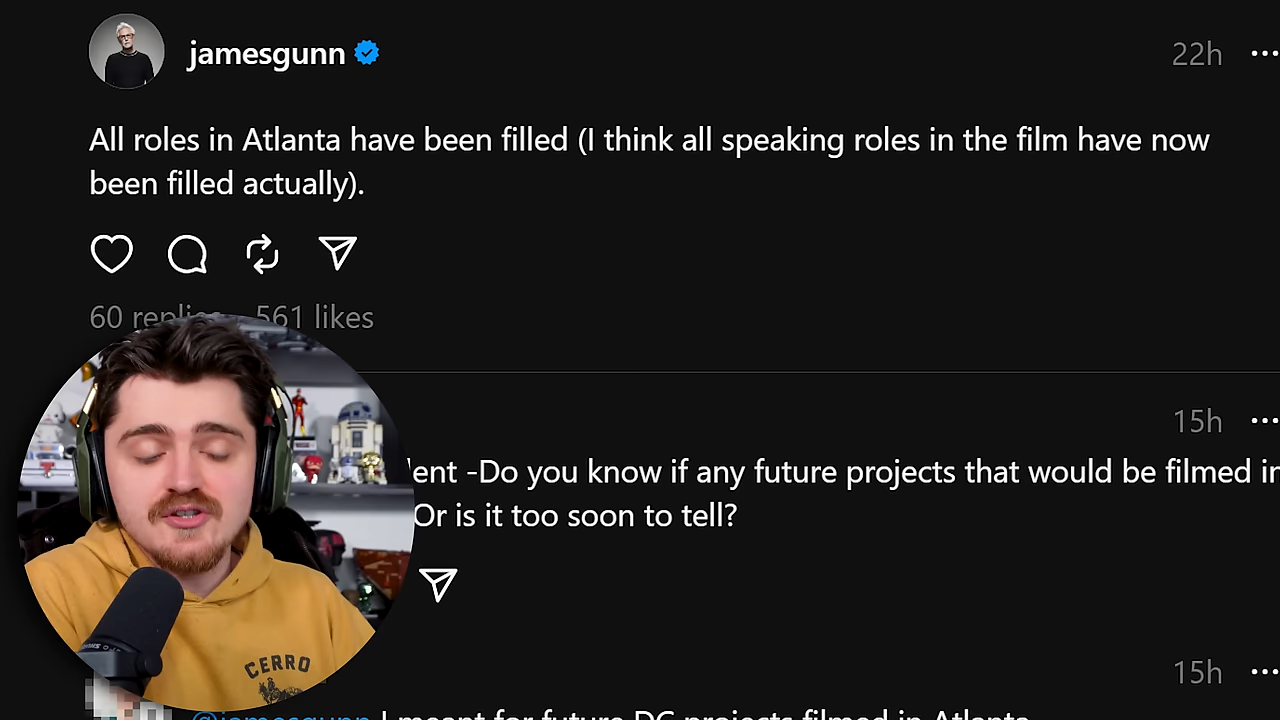 jamesgunn
22h
All roles in Atlanta have been filled (I think all speaking roles in the film have now
been filled actually).
60 replies 561 likes
15h
-Do you know if any future projects that would be filmed in
Or is it too soon to tell?
15h
@jamesgunn I meant for future DC projects filmed in Atlanta
CERRO